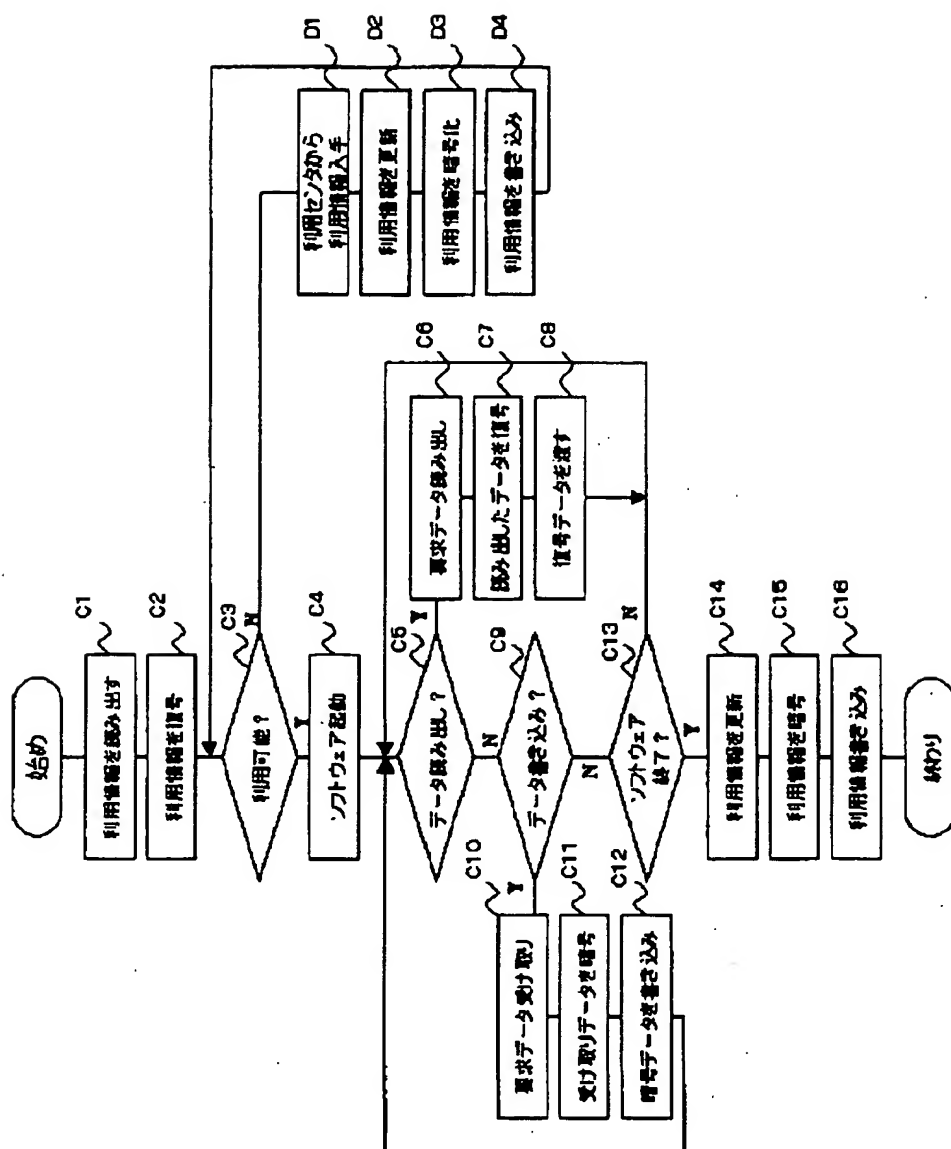 始め
利用情報を読み出す
C1
利用情報を復号
C2
利用可能?
C3
N
Y
ソフトウェア起動
C4
データ読み出し?
C5
Y
N
要求データ読み出し
C6
読み出したデータを復号
C7
復号データを渡す
C8
データ書き込み?
C9
Y
N
要求データ受け取り
C10
受け取りデータを暗号
C11
暗号データを書き込み
C12
ソフトウェア
終了?
C13
N
Y
利用情報を更新
C14
利用情報を暗号
C15
利用情報書き込み
C16
終わり
利用センタから
利用情報入手
D1
利用情報を更新
D2
利用情報を暗号化
D3
利用情報を書き込み
D4